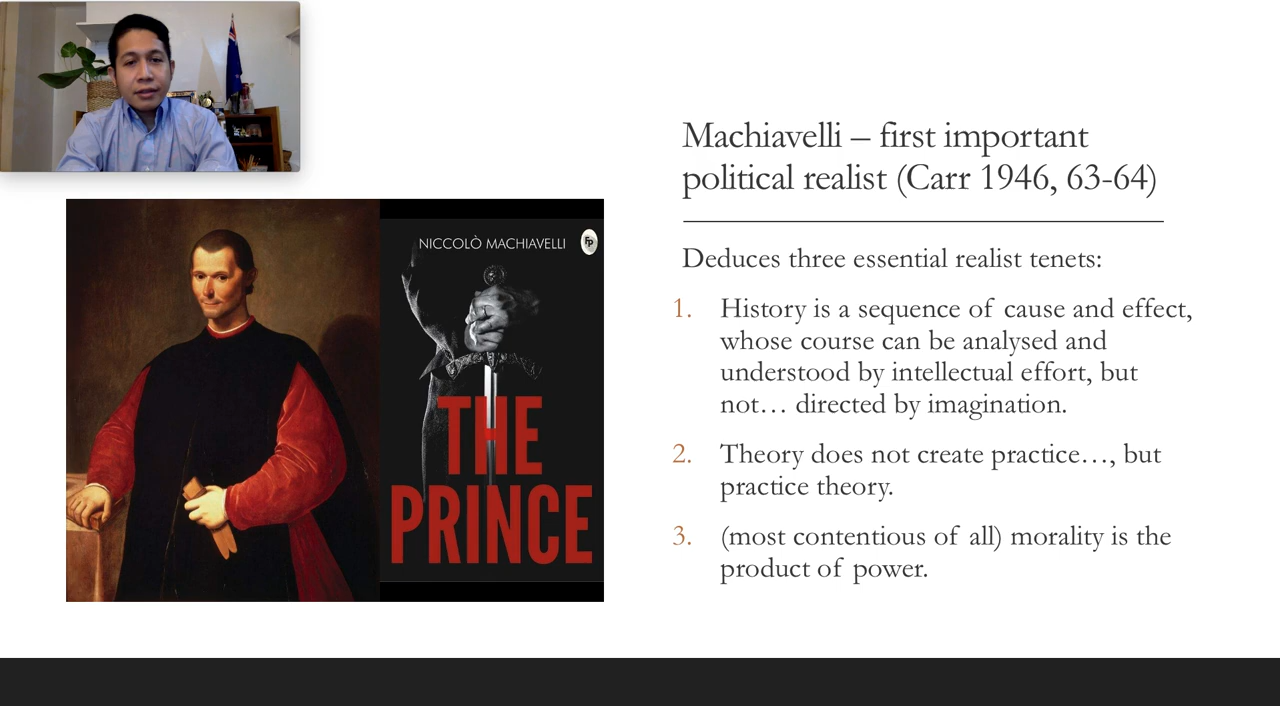 Machiavelli – first important
political realist (Carr 1946, 63-64)
NICCOLÒ MACHIAVELLI
Fp
THE
PRINCE
Deduces three essential realist tenets:
1. History is a sequence of cause and effect,
whose course can be analysed and
understood by intellectual effort, but
not… directed by imagination.
2. Theory does not create practice…, but
practice theory.
3. (most contentious of all) morality is the
product of power.